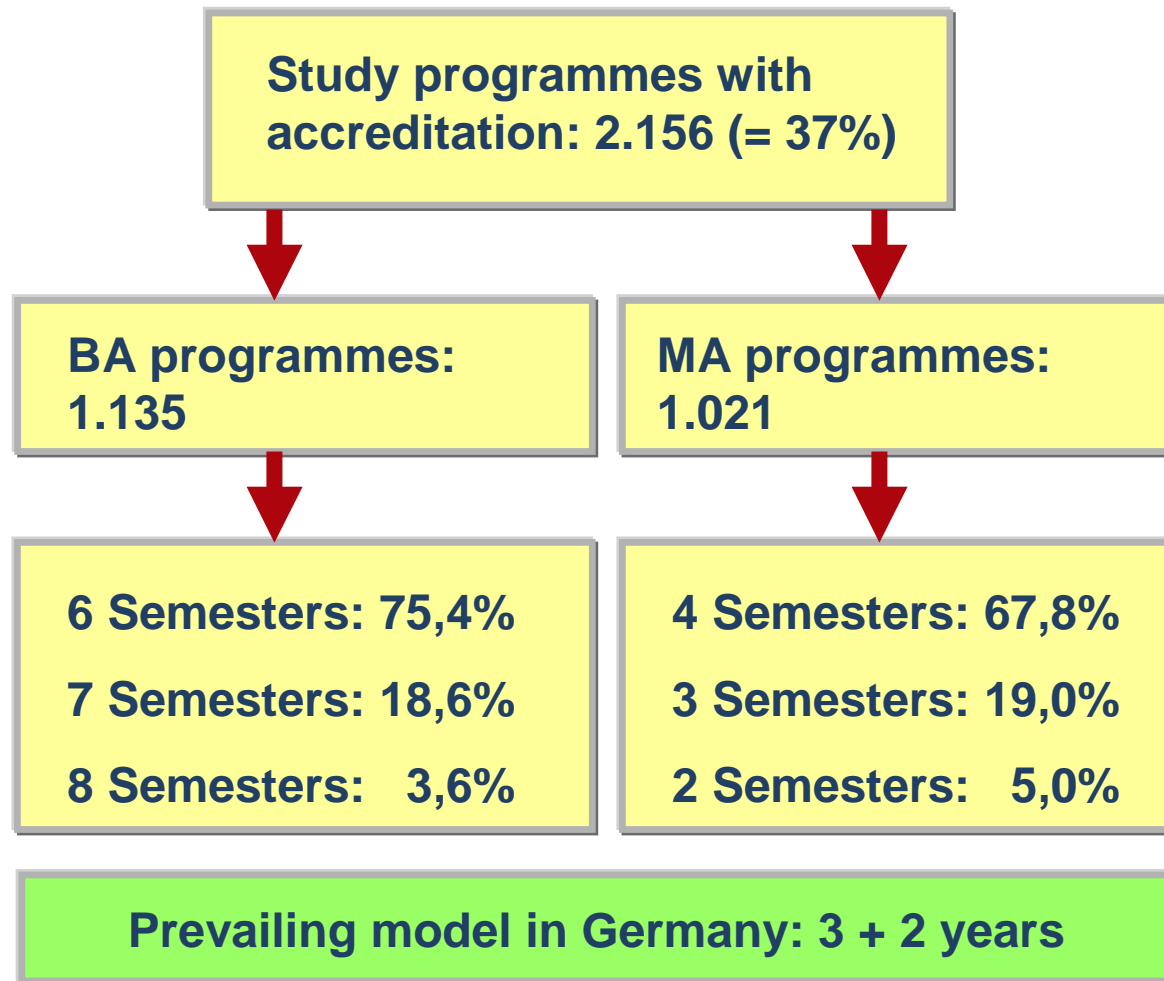 Study programmes with
accreditation: 2.156 (= 37%)
BA programmes:
1.135
MA programmes:
1.021
6 Semesters: 75,4%
7 Semesters: 18,6%
8 Semesters: 3,6%
4 Semesters: 67,8%
3 Semesters: 19,0%
2 Semesters: 5,0%
Prevailing model in Germany: 3 + 2 years